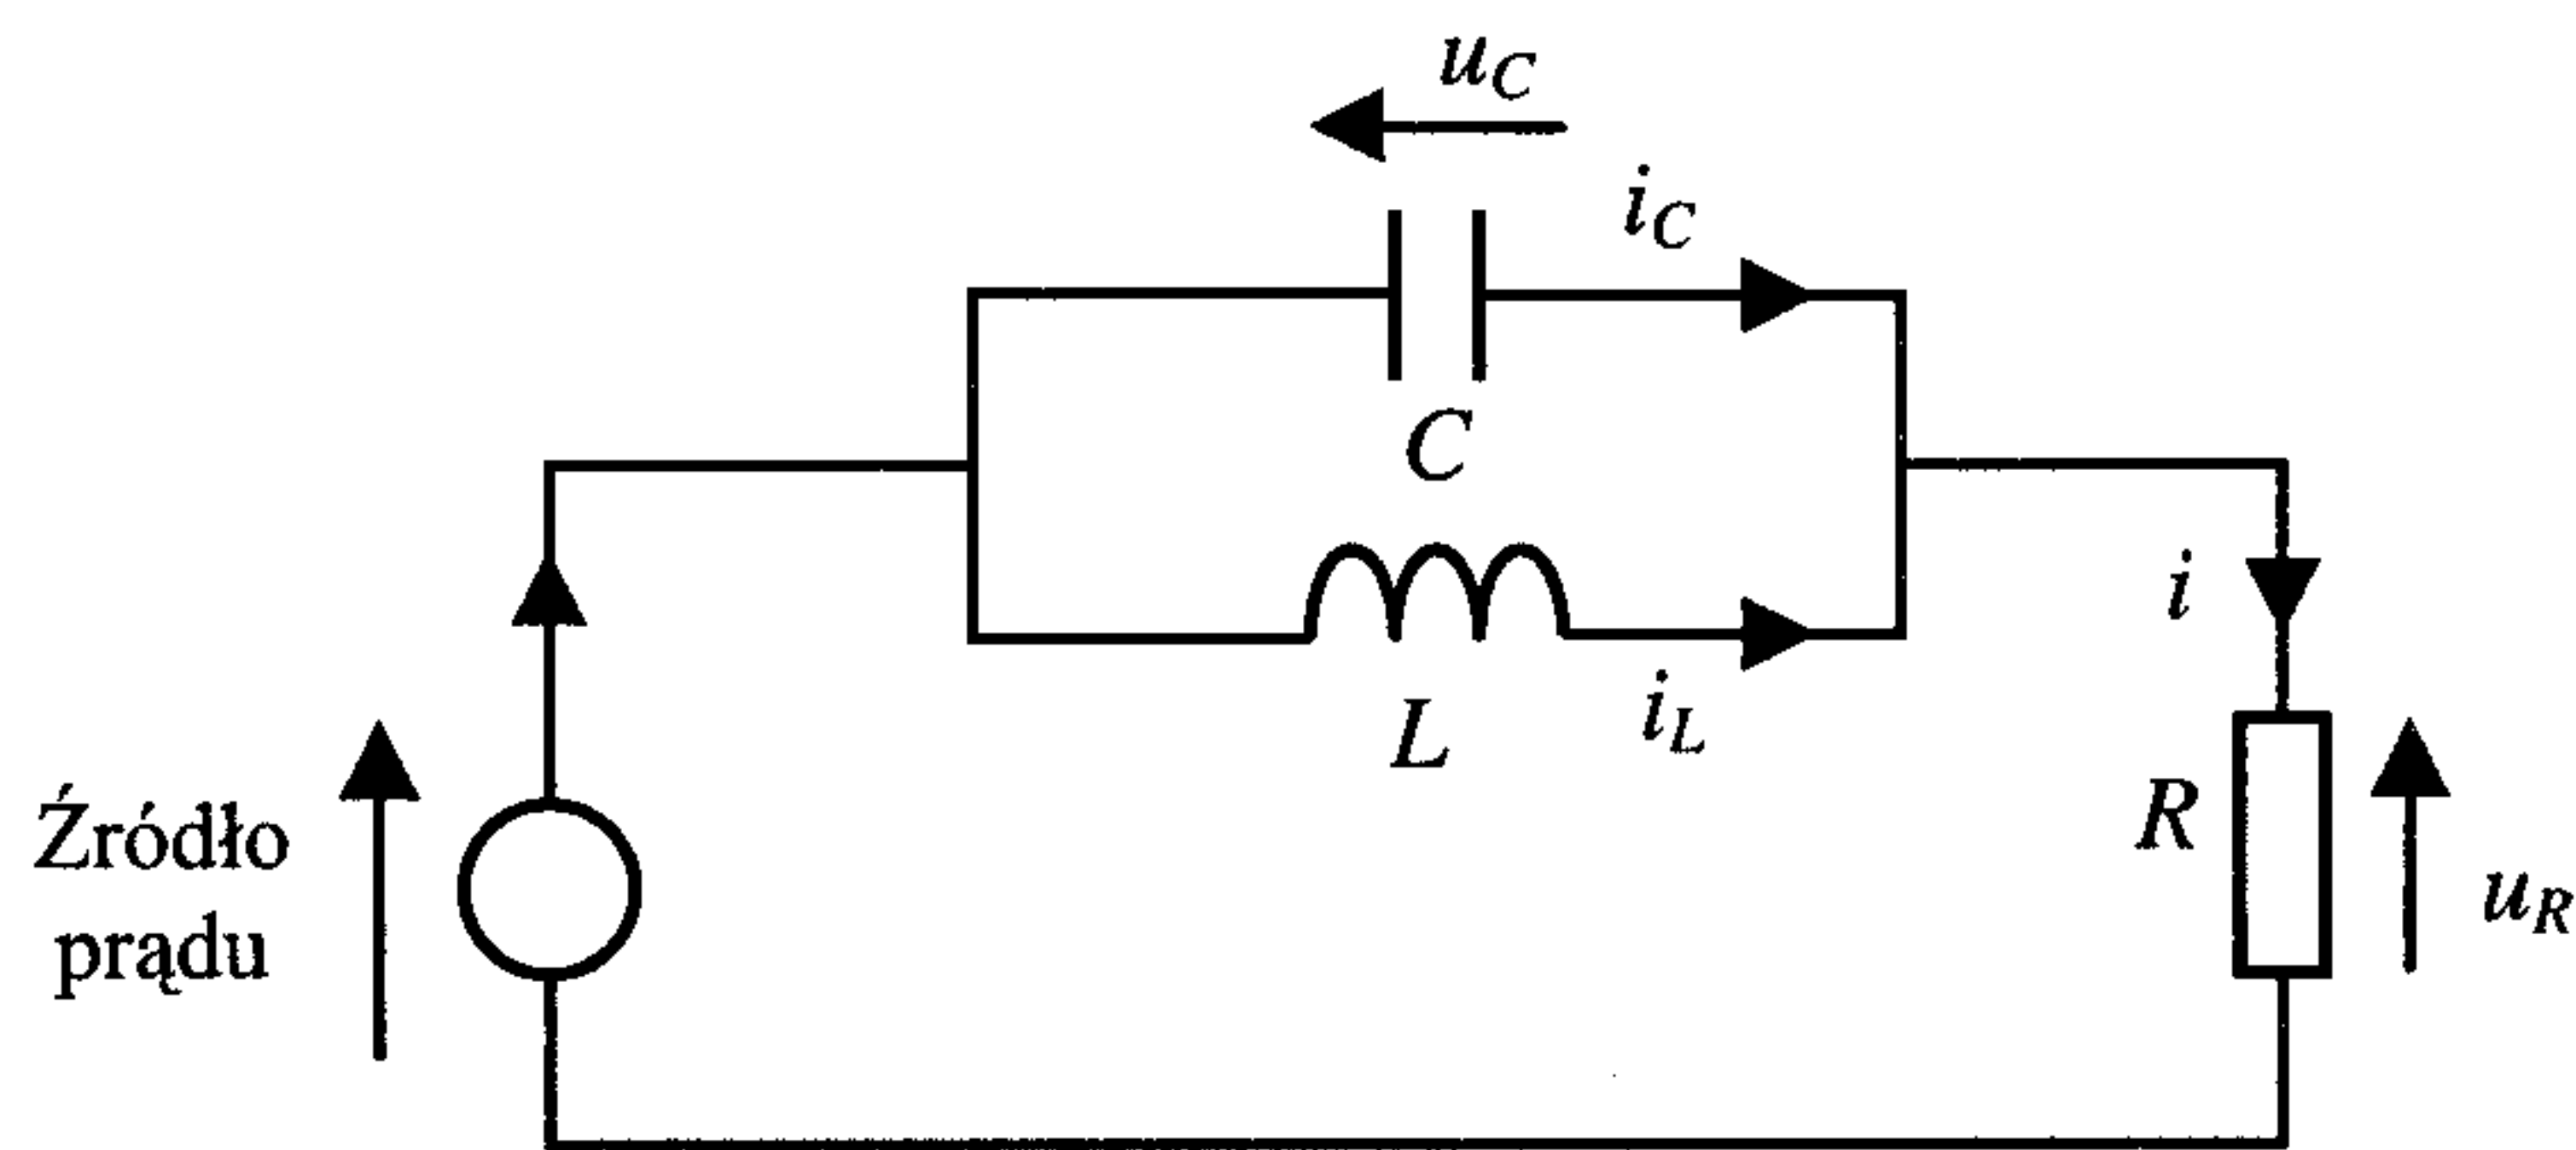 u_C
i_C
C
i
i_L
L
Źródło
prądu
R
u_R